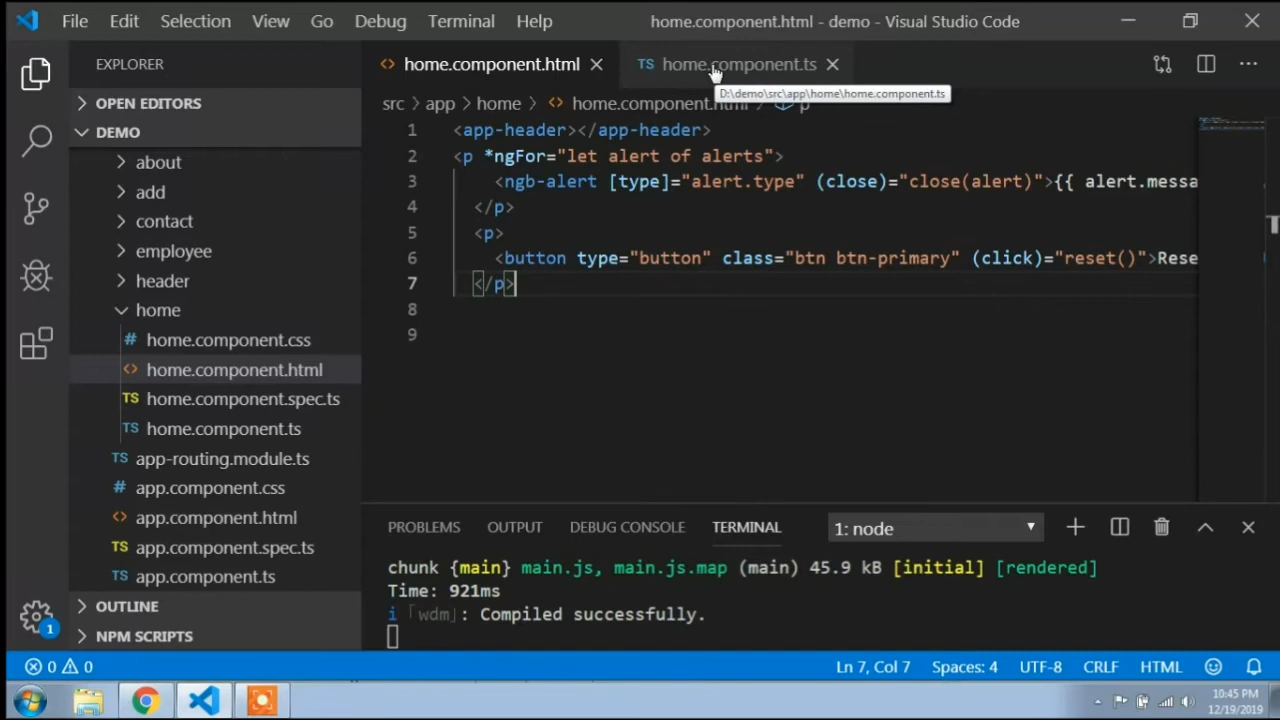 File Edit Selection View Go Debug Terminal Help home.component.html - demo - Visual Studio Code
EXPLORER
OPEN EDITORS
DEMO
about
add
contact
employee
header
home
# home.component.css
<> home.component.html
TS home.component.spec.ts
TS home.component.ts
TS app-routing.module.ts
# app.component.css
<> app.component.html
TS app.component.spec.ts
TS app.component.ts
OUTLINE
NPM SCRIPTS
1
<> home.component.html TS home.component.ts
D:\demo\src\app\home\home.component.ts
src > app > home > <> home.component.html > p
1 <app-header></app-header>
2 <p *ngFor="let alert of alerts">
3 <ngb-alert [type]="alert.type" (close)="close(alert)">{{ alert.messa
4 </p>
5 <p>
6 <button type="button" class="btn btn-primary" (click)="reset()">Rese
7 </p>
8
9
PROBLEMS OUTPUT DEBUG CONSOLE TERMINAL 1: node
chunk {main} main.js, main.js.map (main) 45.9 kB [initial] [rendered]
Time: 921ms
i ｢wdm｣: Compiled successfully.
0 0 Ln 7, Col 7 Spaces: 4 UTF-8 CRLF HTML
10:45 PM
12/19/2019